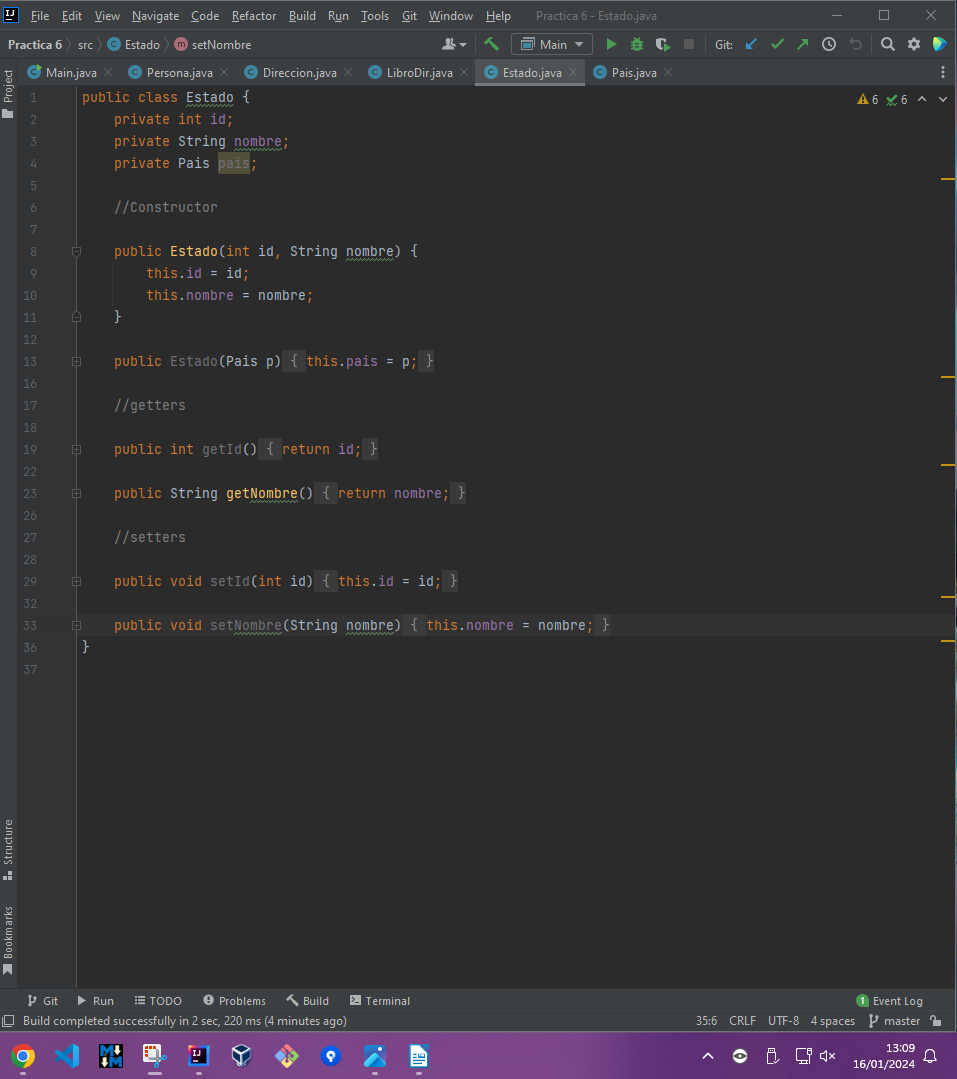 File Edit View Navigate Code Refactor Build Run Tools Git Window Help Practica 6 - Estado.java
Practica 6 src Estado setNombre Main Git:
Main.java Persona.java Direccion.java LibroDir.java Estado.java Pais.java
Project
6 6
1 public class Estado {
2 private int id;
3 private String nombre;
4 private Pais pais;
5
6 //Constructor
7
8 public Estado(int id, String nombre) {
9 this.id = id;
10 this.nombre = nombre;
11 }
12
13 public Estado(Pais p) { this.pais = p; }
16
17 //getters
18
19 public int getId() { return id; }
22
23 public String getNombre() { return nombre; }
26
27 //setters
28
29 public void setId(int id) { this.id = id; }
32
33 public void setNombre(String nombre) { this.nombre = nombre; }
36 }
37
Structure
Bookmarks
Git Run TODO Problems Build Terminal 1 Event Log
Build completed successfully in 2 sec, 220 ms (4 minutes ago) 35:6 CRLF UTF-8 4 spaces master
13:09
16/01/2024